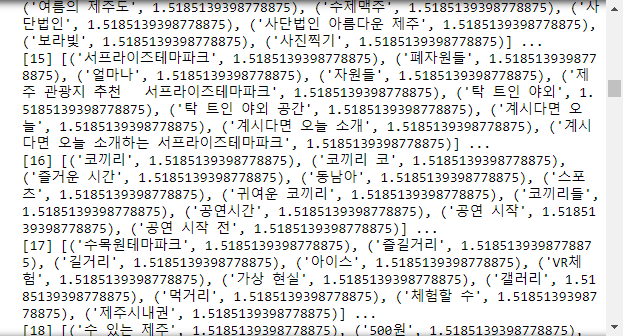 ('여름의 제주도', 1.5185139398778875), ('수제맥주', 1.5185139398778875), ('사
단법인', 1.5185139398778875), ('사단법인 아름다운 제주', 1.5185139398778875),
('보라빛', 1.5185139398778875), ('사진찍기', 1.5185139398778875)] ...
[15] [('서프라이즈테마파크', 1.5185139398778875), ('폐자원들', 1.518513939877
8875), ('얼마나', 1.5185139398778875), ('자원들', 1.5185139398778875), ('제
주 관광지 추천   서프라이즈테마파크', 1.5185139398778875), ('탁 트인 야외', 1.
5185139398778875), ('탁 트인 야외 공간', 1.5185139398778875), ('계시다면 오
늘', 1.5185139398778875), ('계시다면 오늘 소개', 1.5185139398778875), ('계시
다면 오늘 소개하는 서프라이즈테마파크', 1.5185139398778875)] ...
[16] [('코끼리', 1.5185139398778875), ('코끼리 코', 1.5185139398778875),
('즐거운 시간', 1.5185139398778875), ('동남아', 1.5185139398778875), ('스포
츠', 1.5185139398778875), ('귀여운 코끼리', 1.5185139398778875), ('코끼리들',
1.5185139398778875), ('공연시간', 1.5185139398778875), ('공연 시작', 1.5185
139398778875), ('공연 시작 전', 1.5185139398778875)] ...
[17] [('수목원테마파크', 1.5185139398778875), ('즐길거리', 1.518513939877887
5), ('길거리', 1.5185139398778875), ('아이스', 1.5185139398778875), ('VR체
험', 1.5185139398778875), ('가상 현실', 1.5185139398778875), ('갤러리', 1.51
85139398778875), ('먹거리', 1.5185139398778875), ('체험할 수', 1.51851393987
78875), ('제주시내권', 1.5185139398778875)] ...
[18] [('수 있는 제주', 1.5185139398778875), ('500원', 1.5185139398778875),